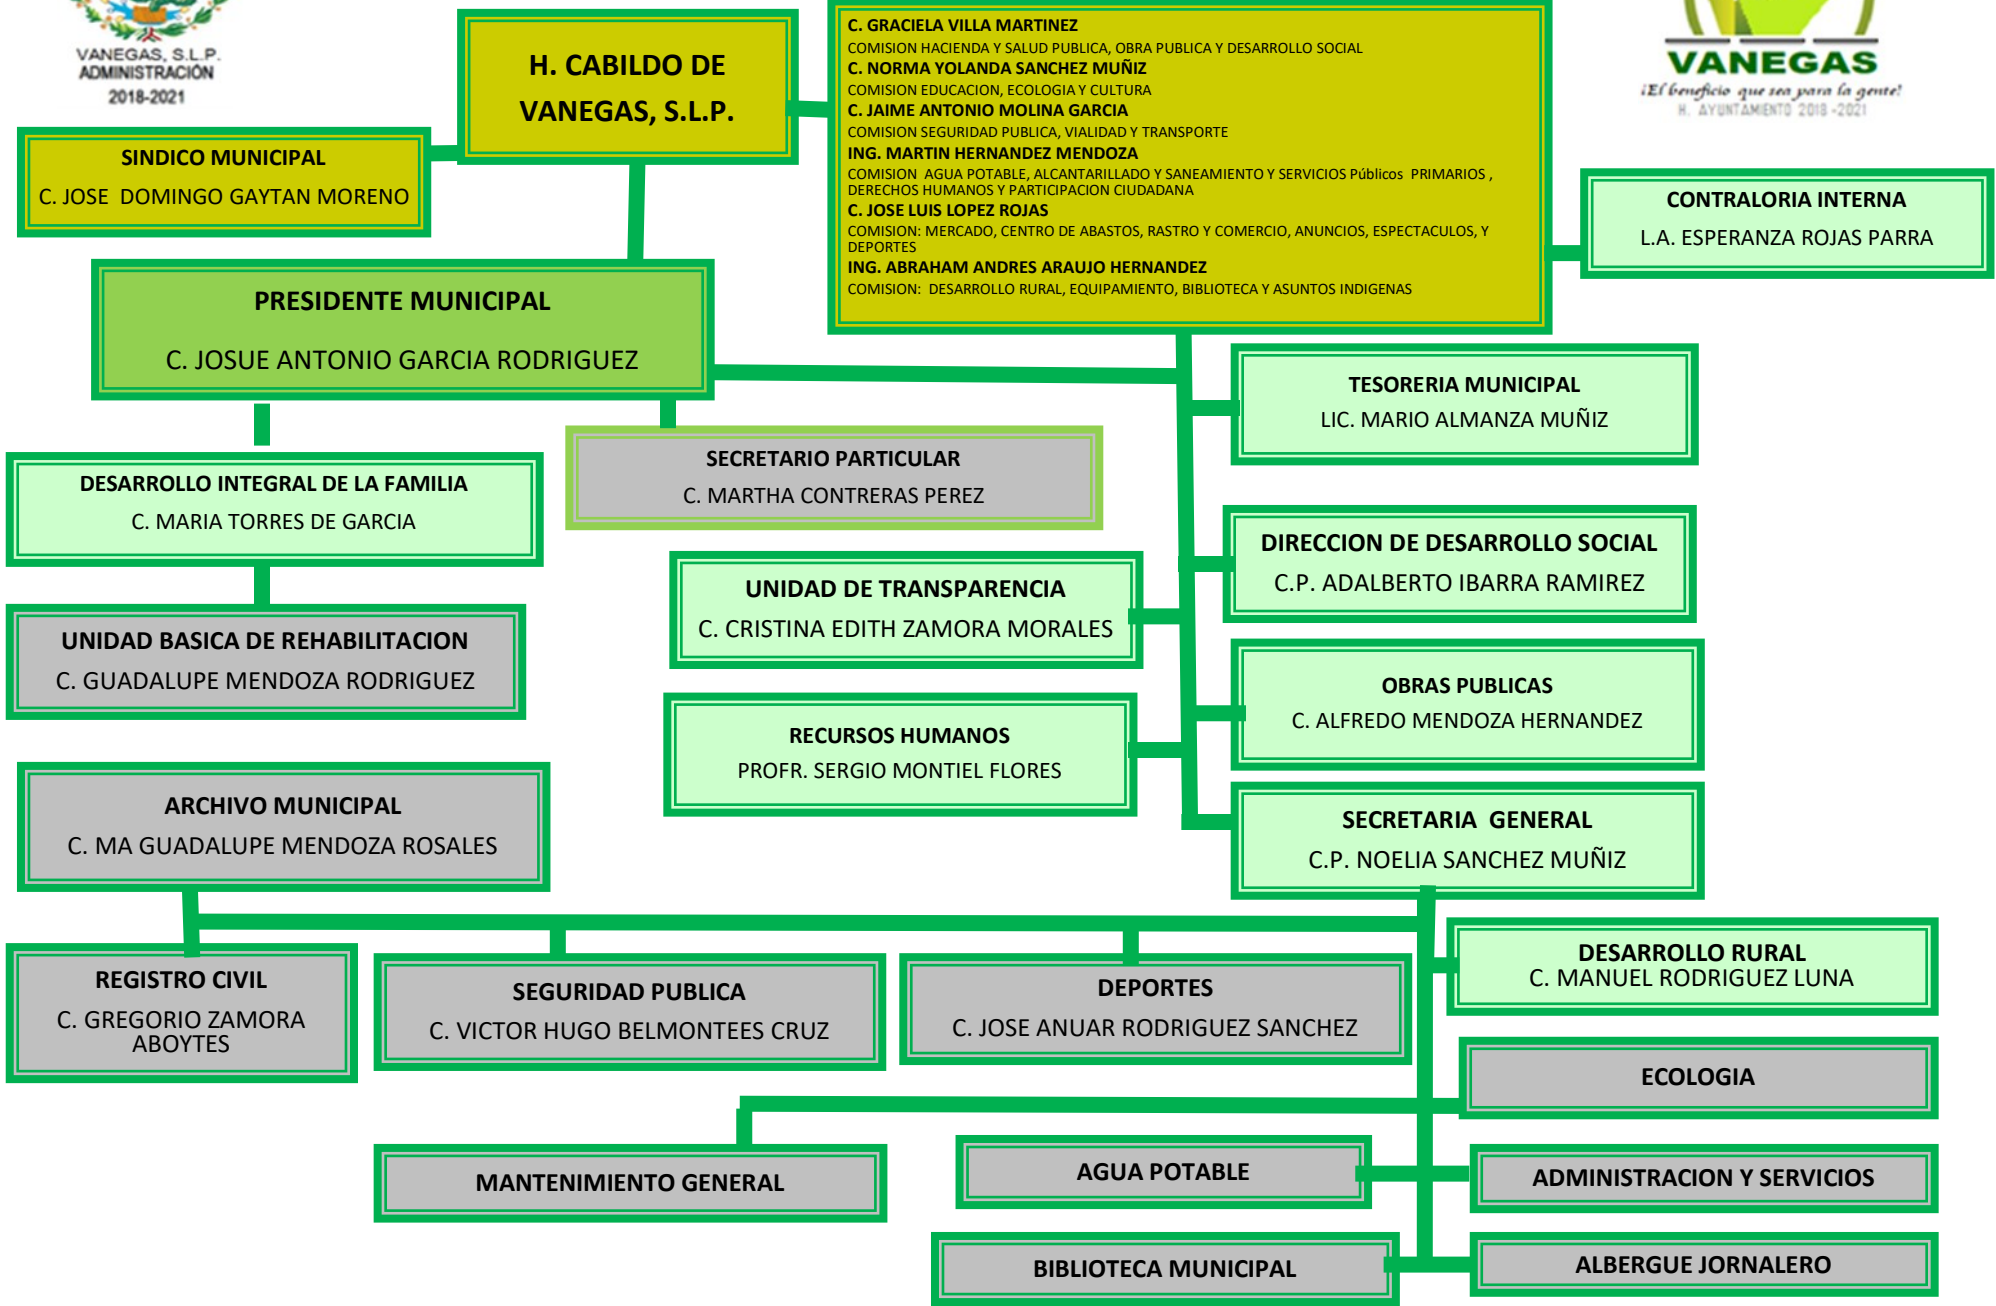 VANEGAS, S.L.P.
ADMINISTRACIÓN
2018-2021
H. CABILDO DE
VANEGAS, S.L.P.
C. GRACIELA VILLA MARTINEZ
COMISION HACIENDA Y SALUD PUBLICA, OBRA PUBLICA Y DESARROLLO SOCIAL
C. NORMA YOLANDA SANCHEZ MUÑIZ
COMISION EDUCACION, ECOLOGIA Y CULTURA
C. JAIME ANTONIO MOLINA GARCIA
COMISION SEGURIDAD PUBLICA, VIALIDAD Y TRANSPORTE
ING. MARTIN HERNANDEZ MENDOZA
COMISION AGUA POTABLE, ALCANTARILLADO Y SANEAMIENTO Y SERVICIOS Públicos PRIMARIOS ,
DERECHOS HUMANOS Y PARTICIPACION CIUDADANA
C. JOSE LUIS LOPEZ ROJAS
COMISION: MERCADO, CENTRO DE ABASTOS, RASTRO Y COMERCIO, ANUNCIOS, ESPECTACULOS, Y
DEPORTES
ING. ABRAHAM ANDRES ARAUJO HERNANDEZ
COMISION: DESARROLLO RURAL, EQUIPAMIENTO, BIBLIOTECA Y ASUNTOS INDIGENAS
VANEGAS
¡El beneficio que sea para la gente!
H. AYUNTAMIENTO 2018-2021
SINDICO MUNICIPAL
C. JOSE DOMINGO GAYTAN MORENO
CONTRALORIA INTERNA
L.A. ESPERANZA ROJAS PARRA
PRESIDENTE MUNICIPAL
C. JOSUE ANTONIO GARCIA RODRIGUEZ
TESORERIA MUNICIPAL
LIC. MARIO ALMANZA MUÑIZ
DESARROLLO INTEGRAL DE LA FAMILIA
C. MARIA TORRES DE GARCIA
SECRETARIO PARTICULAR
C. MARTHA CONTRERAS PEREZ
DIRECCION DE DESARROLLO SOCIAL
C.P. ADALBERTO IBARRA RAMIREZ
UNIDAD DE TRANSPARENCIA
C. CRISTINA EDITH ZAMORA MORALES
UNIDAD BASICA DE REHABILITACION
C. GUADALUPE MENDOZA RODRIGUEZ
OBRAS PUBLICAS
C. ALFREDO MENDOZA HERNANDEZ
RECURSOS HUMANOS
PROFR. SERGIO MONTIEL FLORES
ARCHIVO MUNICIPAL
C. MA GUADALUPE MENDOZA ROSALES
SECRETARIA GENERAL
C.P. NOELIA SANCHEZ MUÑIZ
REGISTRO CIVIL
C. GREGORIO ZAMORA
ABOYTES
SEGURIDAD PUBLICA
C. VICTOR HUGO BELMONTEES CRUZ
DEPORTES
C. JOSE ANUAR RODRIGUEZ SANCHEZ
DESARROLLO RURAL
C. MANUEL RODRIGUEZ LUNA
ECOLOGIA
MANTENIMIENTO GENERAL
AGUA POTABLE
ADMINISTRACION Y SERVICIOS
BIBLIOTECA MUNICIPAL
ALBERGUE JORNALERO